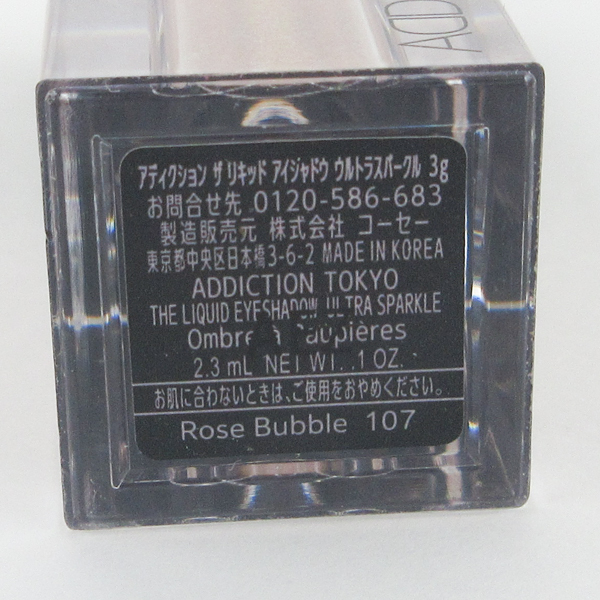 ADD
アディクション ザ リキッド アイシャドウ ウルトラスパークル 3g
お問合せ先 0120-586-683
製造販売元 株式会社 コーセー
東京都中央区日本橋3-6-2 MADE IN KOREA
ADDICTION TOKYO
THE LIQUID EYESHADOW ULTRA SPARKLE
Ombre à Paupières
2.3 mL NET WT. .1 OZ.
お肌に合わないときは、ご使用をおやめください。
Rose Bubble 107